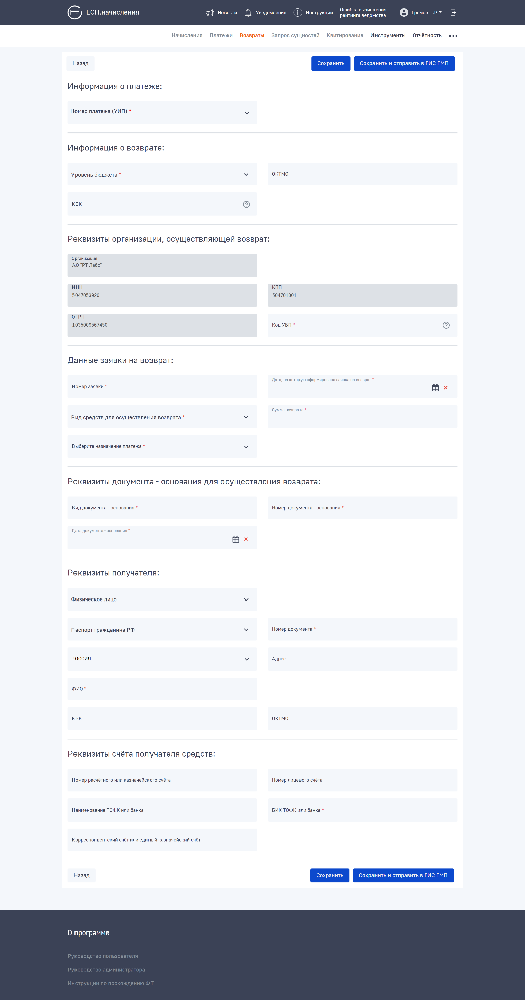 ЕСП.начисления
Новости
Уведомления
Инструкции
Ошибка вычисления
рейтинга ведомства
Громов П.Р.
Начисления Платежи Возвраты Запрос сущностей Квитирование Инструменты Отчётность
Назад
Сохранить
Сохранить и отправить в ГИС ГМП
Информация о платеже:
Номер платежа (УИП) *
Информация о возврате:
Уровень бюджета *
ОКТМО
КБК
Реквизиты организации, осуществляющей возврат:
Организация
АО "РТ Лабс"
ИНН
5047053920
КПП
504701001
ОГРН
1035009567450
Код УБП *
Данные заявки на возврат:
Номер заявки *
Дата, на которую сформирована заявка на возврат *
Вид средств для осуществления возврата *
Сумма возврата *
Выберите назначение платежа *
Реквизиты документа - основания для осуществления возврата:
Вид документа - основания *
Номер документа - основания *
Дата документа - основания *
Реквизиты получателя:
Физическое лицо
Паспорт гражданина РФ
Номер документа *
РОССИЯ
Адрес
ФИО *
КБК
ОКТМО
Реквизиты счёта получателя средств:
Номер расчётного или казначейского счёта
Номер лицевого счёта
Наименование ТОФК или банка
БИК ТОФК или банка *
Корреспондентский счёт или единый казначейский счёт
Назад
Сохранить
Сохранить и отправить в ГИС ГМП
О программе
Руководство пользователя
Руководство администратора
Инструкции по прохождению ФТ